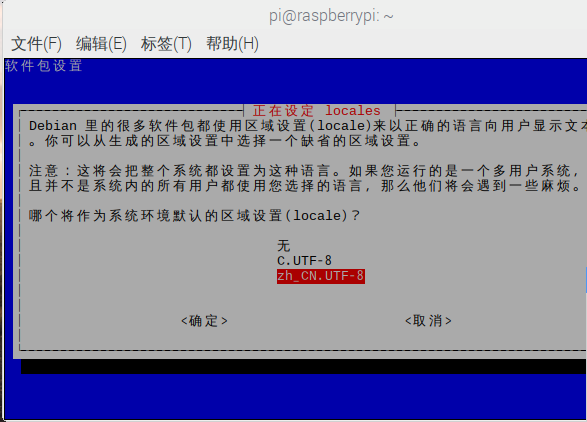 pi@raspberrypi: ~
文件(F) 编辑(E) 标签(T) 帮助(H)
软件包设置
正在设定 locales
Debian 里的很多软件包都使用区域设置(locale)来以正确的语言向用户显示文本
。你可以从生成的区域设置中选择一个缺省的区域设置。
注意：这将会把整个系统都设置为这种语言。如果您运行的是一个多用户系统，
且并不是系统内的所有用户都使用您选择的语言，那么他们将会遇到一些麻烦。
哪个将作为系统环境默认的区域设置(locale)？
无
C.UTF-8
zh_CN.UTF-8
<确定> <取消>